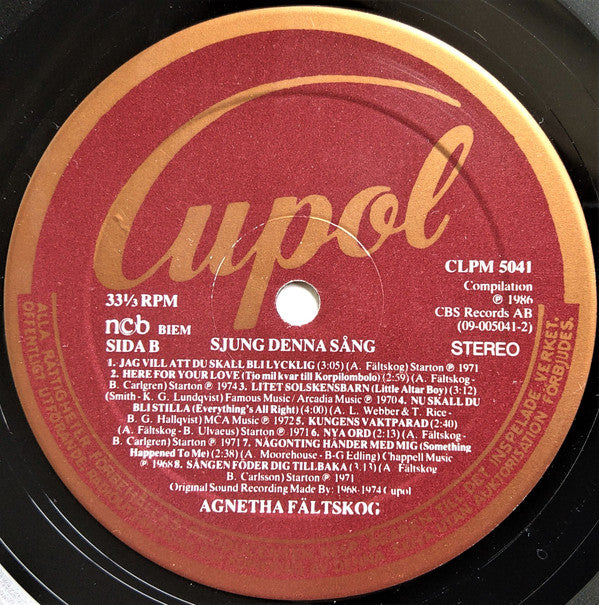 Cupol
CLPM 5041
Compilation
℗ 1986
CBS Records AB
(09-005041-2)
33⅓ RPM
ncb BIEM
SIDA B
SJUNG DENNA SÅNG
STEREO
1. JAG VILL ATT DU SKALL BLI LYCKLIG (3:05) (A. Fältskog) Starton ℗ 1971
2. HERE FOR YOUR LOVE (Tjo mil kvar till Korpilombolo) (2:59) (A. Fältskog-
B. Carlgren) Starton ℗ 1974 3. LITET SOLSKENSBARN (Little Altar Boy) (3:12)
(Smith- K. G. Lundqvist) Famous Music/ Arcadia Music ℗ 1970 4. NU SKALL DU
BLI STILLA (Everything's All Right) (4:00) (A. L. Webber & T. Rice-
B. G. Hallqvist) MCA Music ℗ 1972 5. KUNGENS VAKTPARAD (2:40)
(A. Fältskog- B. Ulvaeus) Starton ℗ 1971 6. NYA ORD (2:13) (A. Fältskog-
B. Carlgren) Starton ℗ 1971 7. NÅGONTING HÄNDER MED MIG (Something
Happened To Me) (2:38) (A. Moorehouse- B-G Edling) Chappell Music
℗ 1968 8. SÅNGEN FÖDER DIG TILLBAKA (3.13) (A. Fältskog
B. Carlsson) Starton ℗ 1971
Original Sound Recording Made By: 1968-1974 Cupol
AGNETHA FÄLTSKOG
ALLA RÄTTIGHETER
INSPELADE VERKET.
FÖRBJUDES.